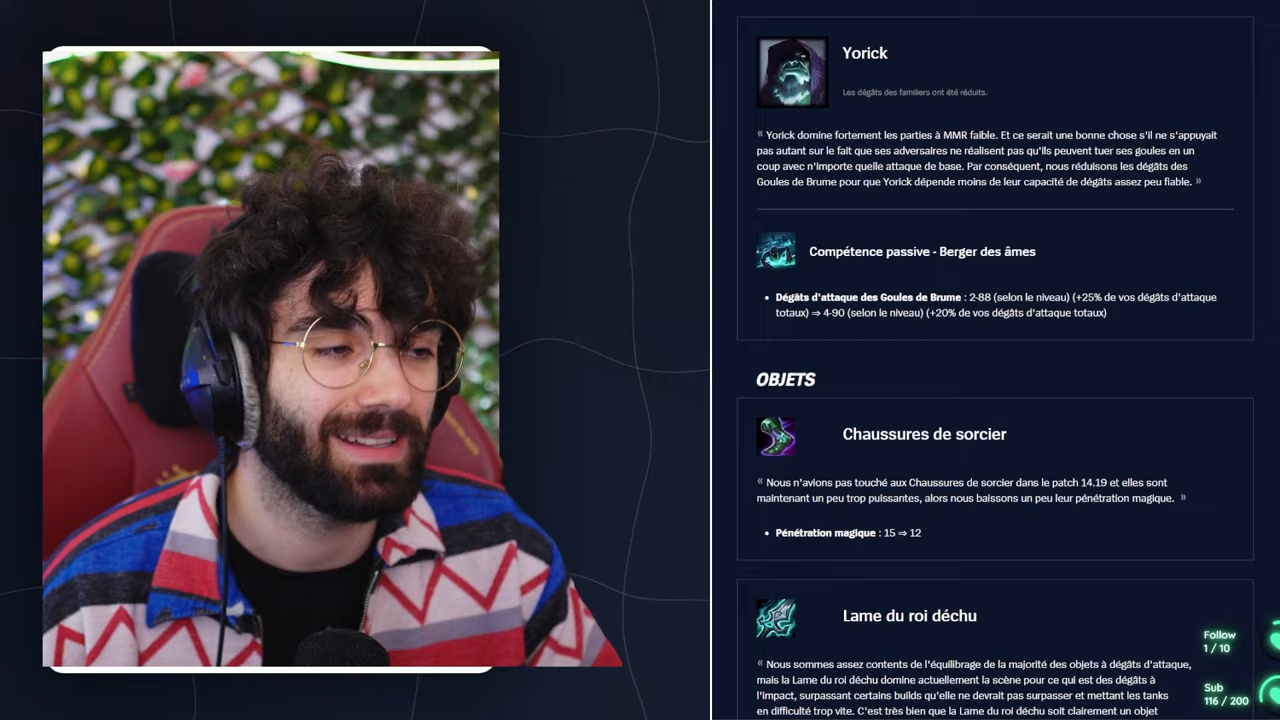 Yorick
Les dégâts des familiers ont été réduits.
« Yorick domine fortement les parties à MMR faible. Et ce serait une bonne chose s'il ne s'appuyait
pas autant sur le fait que ses adversaires ne réalisent pas qu'ils peuvent tuer ses goules en un
coup avec n'importe quelle attaque de base. Par conséquent, nous réduisons les dégâts des
Goules de Brume pour que Yorick dépende moins de leur capacité de dégâts assez peu fiable. »
Compétence passive - Berger des âmes
• Dégâts d'attaque des Goules de Brume : 2-88 (selon le niveau) (+25% de vos dégâts d'attaque
totaux) ⇒ 4-90 (selon le niveau) (+20% de vos dégâts d'attaque totaux)
OBJETS
Chaussures de sorcier
« Nous n'avions pas touché aux Chaussures de sorcier dans le patch 14.19 et elles sont
maintenant un peu trop puissantes, alors nous baissons un peu leur pénétration magique. »
• Pénétration magique : 15 ⇒ 12
Lame du roi déchu
« Nous sommes assez contents de l'équilibrage de la majorité des objets à dégâts d'attaque,
mais la Lame du roi déchu domine actuellement la scène pour ce qui est des dégâts à
l'impact, surpassant certains builds qu'elle ne devrait pas surpasser et mettant les tanks
en difficulté trop vite. C'est très bien que la Lame du roi déchu soit clairement un objet
Follow
1 / 10
Sub
116 / 200